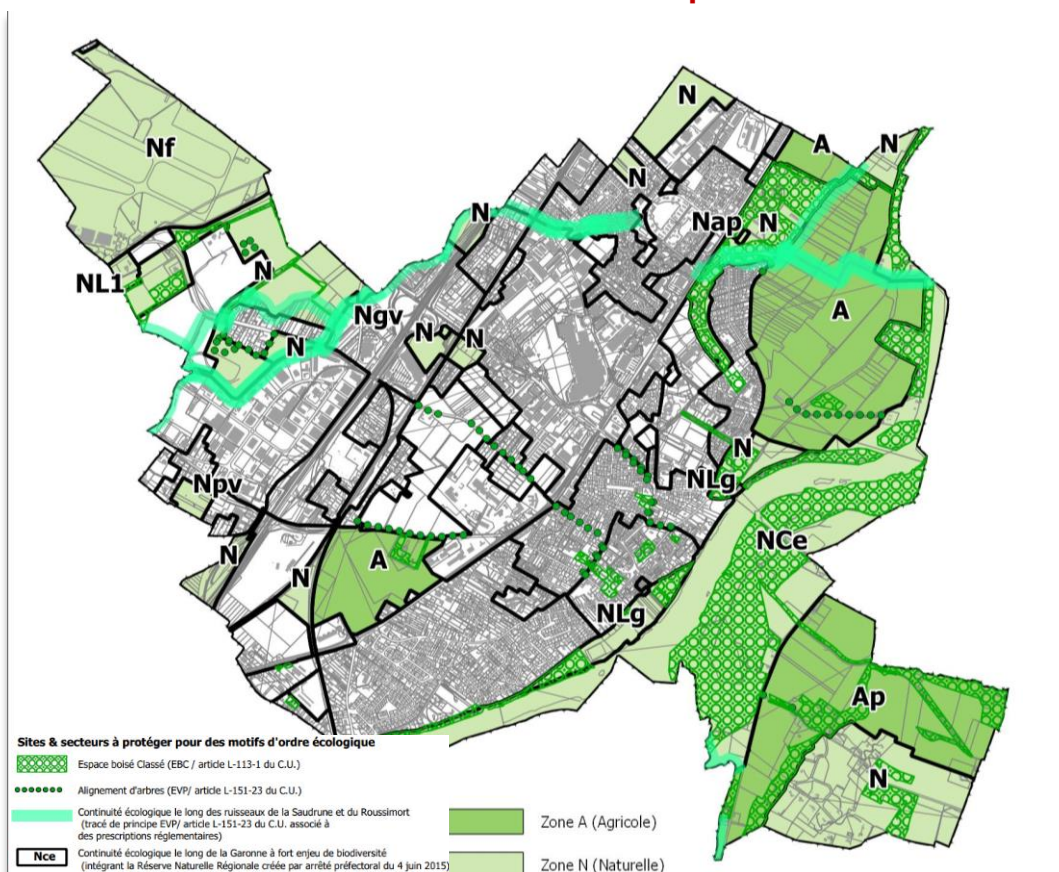 N
Nf
A
N
N
N
Nap
N
NL1
N
Ngv
A
N
N
N
N
NLg
Npv
NCe
N
A
N
NLg
Ap
N
Sites & secteurs à protéger pour des motifs d'ordre écologique
Espace boisé Classé (EBC / article L-113-1 du C.U.)
Alignement d'arbres (EVP/ article L-151-23 du C.U.)
Continuité écologique le long des ruisseaux de la Saudrune et du Roussimort
(tracé de principe EVP/ article L-151-23 du C.U. associé à
des prescriptions réglementaires)
Nce
Continuité écologique le long de la Garonne à fort enjeu de biodiversité
(intégrant la Réserve Naturelle Régionale créée par arrêté préfectoral du 4 juin 2015)
Zone A (Agricole)
Zone N (Naturelle)